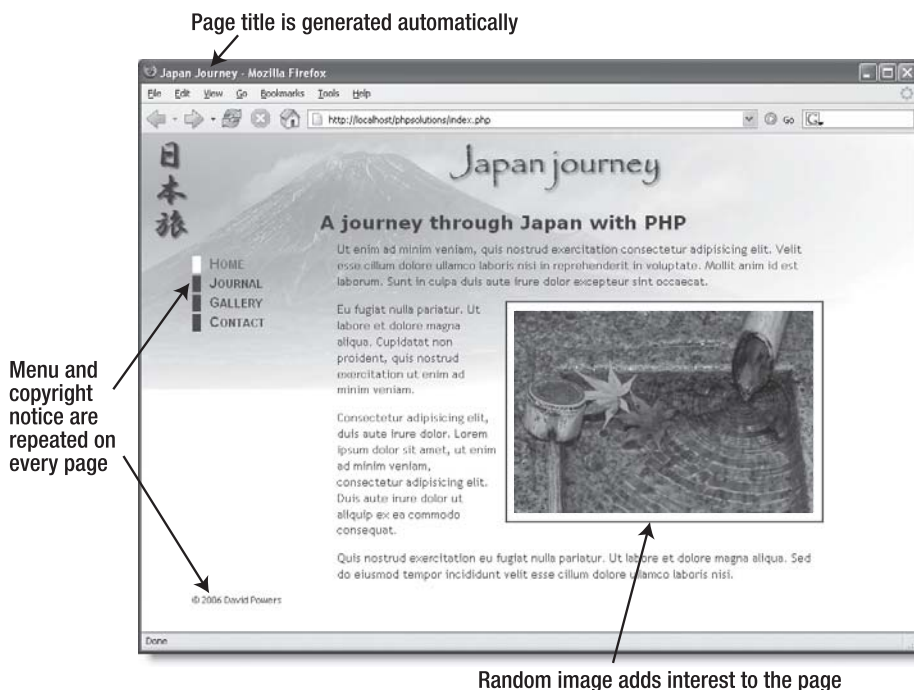 Page title is generated automatically
Japan Journey - Mozilla Firefox
File Edit View Go Bookmarks Tools Help
http://localhost/phpsolutions/index.php
Go
日
本
旅
Japan journey
A journey through Japan with PHP
Ut enim ad minim veniam, quis nostrud exercitation consectetur adipisicing elit. Velit
esse cillum dolore ullamco laboris nisi in reprehenderit in voluptate. Mollit anim id est
laborum. Sunt in culpa duis aute irure dolor excepteur sint occaecat.
HOME
JOURNAL
GALLERY
CONTACT
Eu fugiat nulla pariatur. Ut
labore et dolore magna
aliqua. Cupidatat non
proident, quis nostrud
exercitation ut enim ad
minim veniam.
Menu and
copyright
notice are
repeated on
every page
Consectetur adipisicing elit,
duis aute irure dolor. Lorem
ipsum dolor sit amet, ut enim
ad minim veniam,
consectetur adipisicing elit.
Duis aute irure dolor ut
aliquip ex ea commodo
consequat.
Quis nostrud exercitation eu fugiat nulla pariatur. Ut labore et dolore magna aliqua. Sed
do eiusmod tempor incididunt velit esse cillum dolore ullamco laboris nisi.
© 2006 David Powers
Done
Random image adds interest to the page